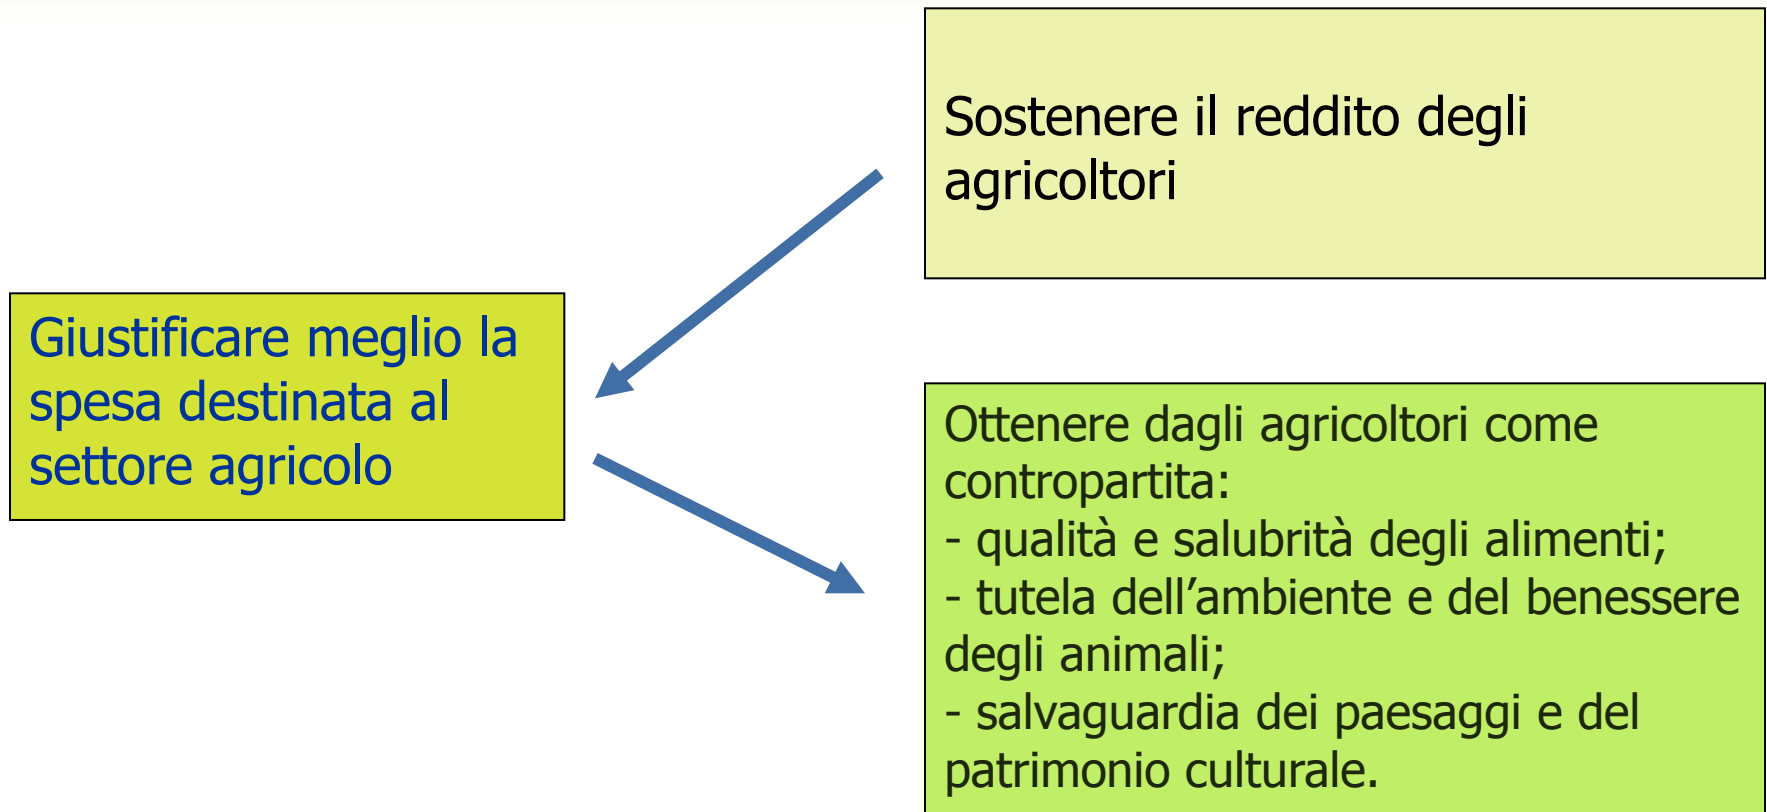 Sostenere il reddito degli
agricoltori
Giustificare meglio la
spesa destinata al
settore agricolo
Ottenere dagli agricoltori come
contropartita:
- qualità e salubrità degli alimenti;
- tutela dell’ambiente e del benessere
degli animali;
- salvaguardia dei paesaggi e del
patrimonio culturale.